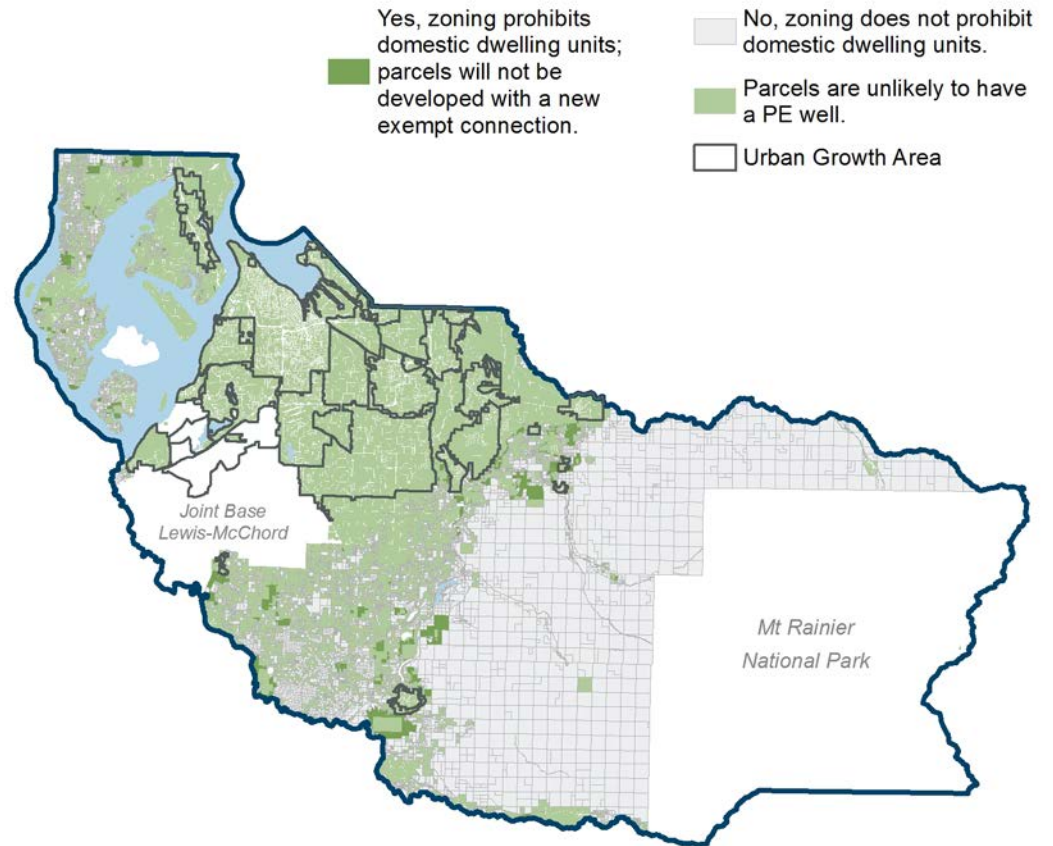 Yes, zoning prohibits
domestic dwelling units;
parcels will not be
developed with a new
exempt connection.
No, zoning does not prohibit
domestic dwelling units.
Parcels are unlikely to have
a PE well.
Urban Growth Area
Joint Base
Lewis-McChord
Mt Rainier
National Park